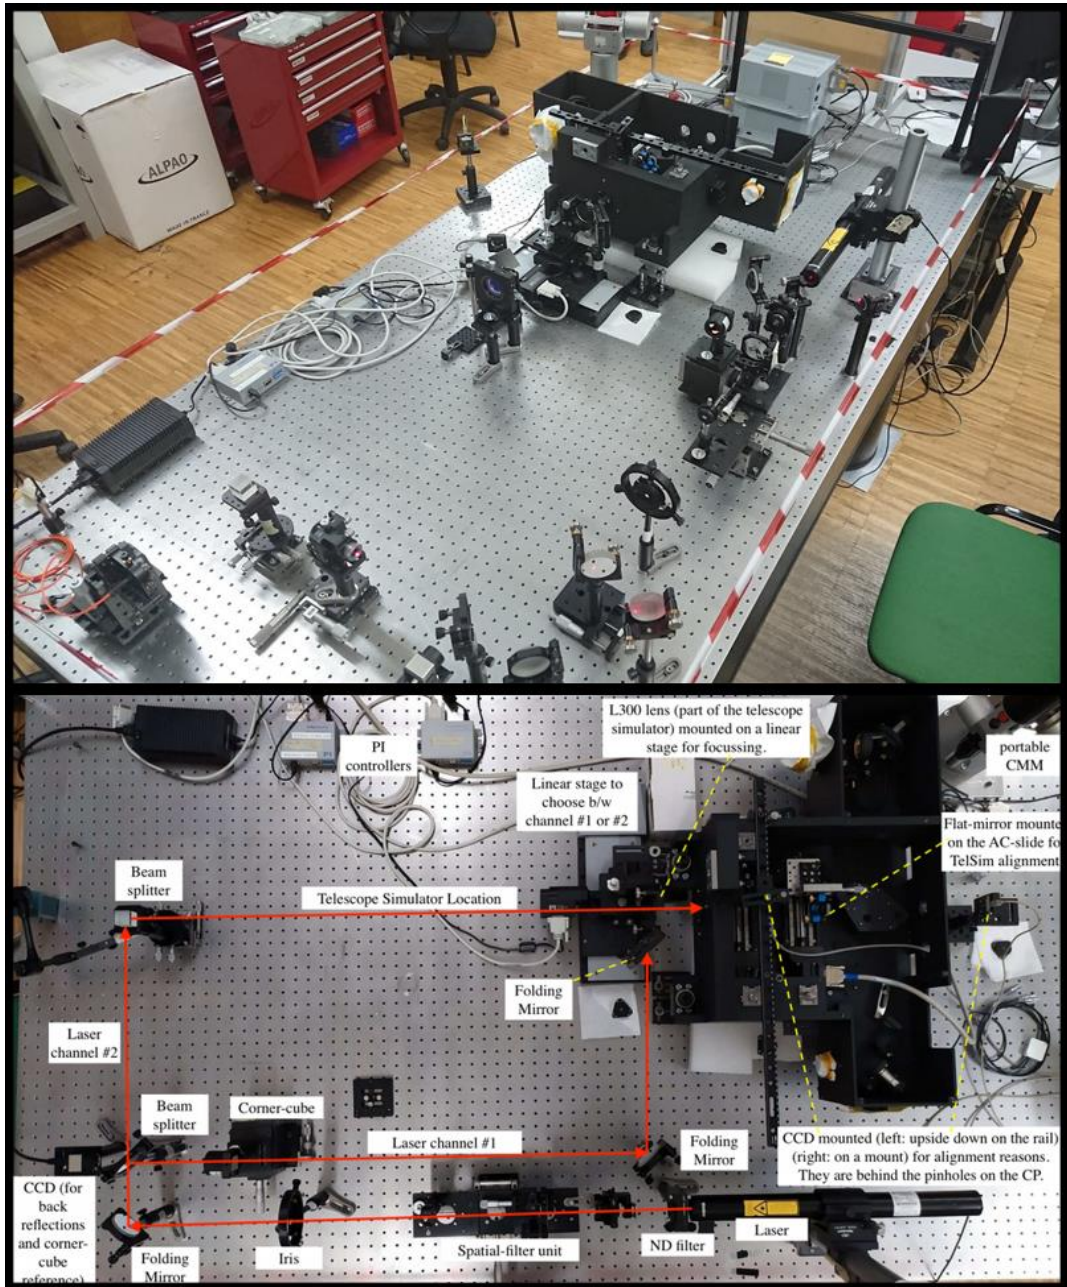 ALPAO
MADE IN FRANCE
L300 lens (part of the telescope
simulator) mounted on a linear
stage for focussing.
portable
CMM
PI
controllers
Linear stage to
choose b/w
channel #1 or #2
Flat-mirror mounte
on the AC-slide fo
TelSim alignment
Beam
splitter
Telescope Simulator Location
Folding
Mirror
Laser
channel #2
Beam
splitter
Corner-cube
Laser channel #1
Folding
Mirror
CCD mounted (left: upside down on the rail)
(right: on a mount) for alignment reasons.
They are behind the pinholes on the CP.
CCD (for
back
reflections
and corner-
cube
reference)
Folding
Mirror
Iris
Spatial-filter unit
ND filter
Laser